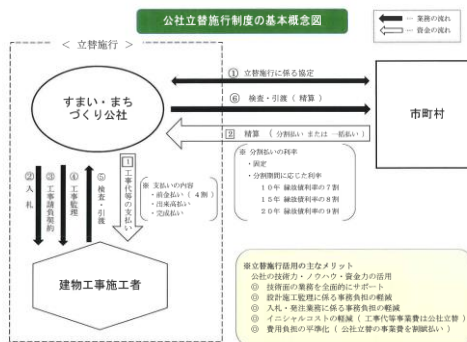 公社立替施行制度の基本概念図
… 業務の流れ
… 資金の流れ
< 立替施行 >
① 立替施行に係る協定
すまい・まち
づくり公社
⑥ 検査・引渡(精算)
市町村
2 精算 ( 分割払い または 一括払い )
※ 分割払いの利率
・固定
・分割期間に応じた利率
10年 縁故債利率の7割
15年 縁故債利率の8割
20年 縁故債利率の9割
②入札
③工事請負契約
④工事監理
⑤検査・引渡
1 工事代等の支払い
※ 支払いの内容
・前金払い(4割)
・出来高払い
・完成払い
建物工事施工者
※立替施行活用の主なメリット
公社の技術力・ノウハウ・資金力の活用
◎ 技術面の業務を全面的にサポート
◎ 設計施工監理に係る事務負担の軽減
◎ 入札・発注業務に係る事務負担の軽減
◎ イニシャルコストの軽減(工事代等事業費は公社立替)
◎ 費用負担の平準化(公社立替の事業費を割賦払い)